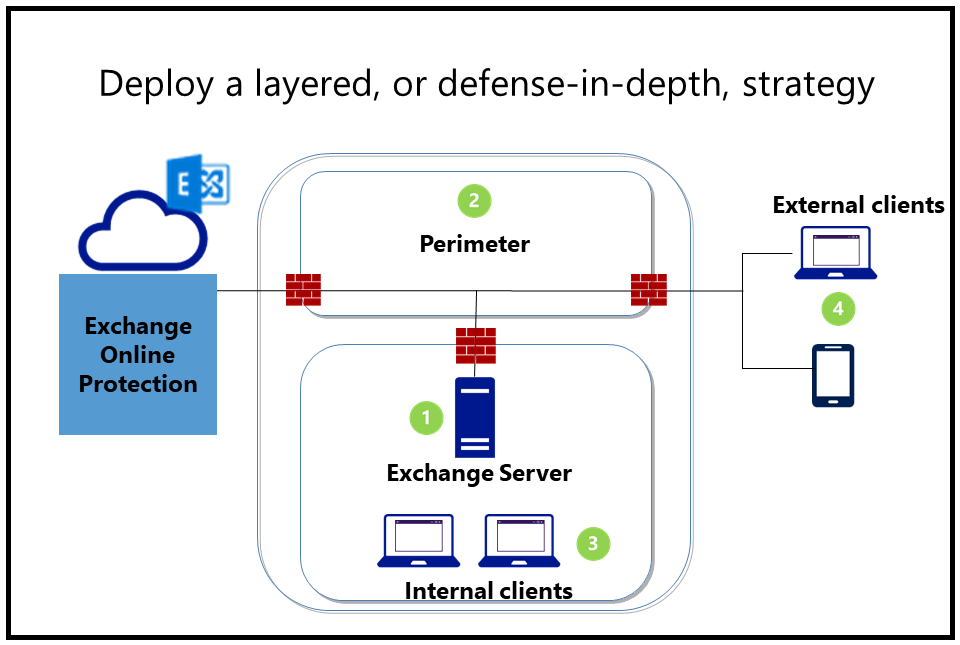 Deploy a layered, or defense-in-depth, strategy
E
2
Perimeter
External clients
Exchange
Online
Protection
4
1
Exchange Server
3
Internal clients